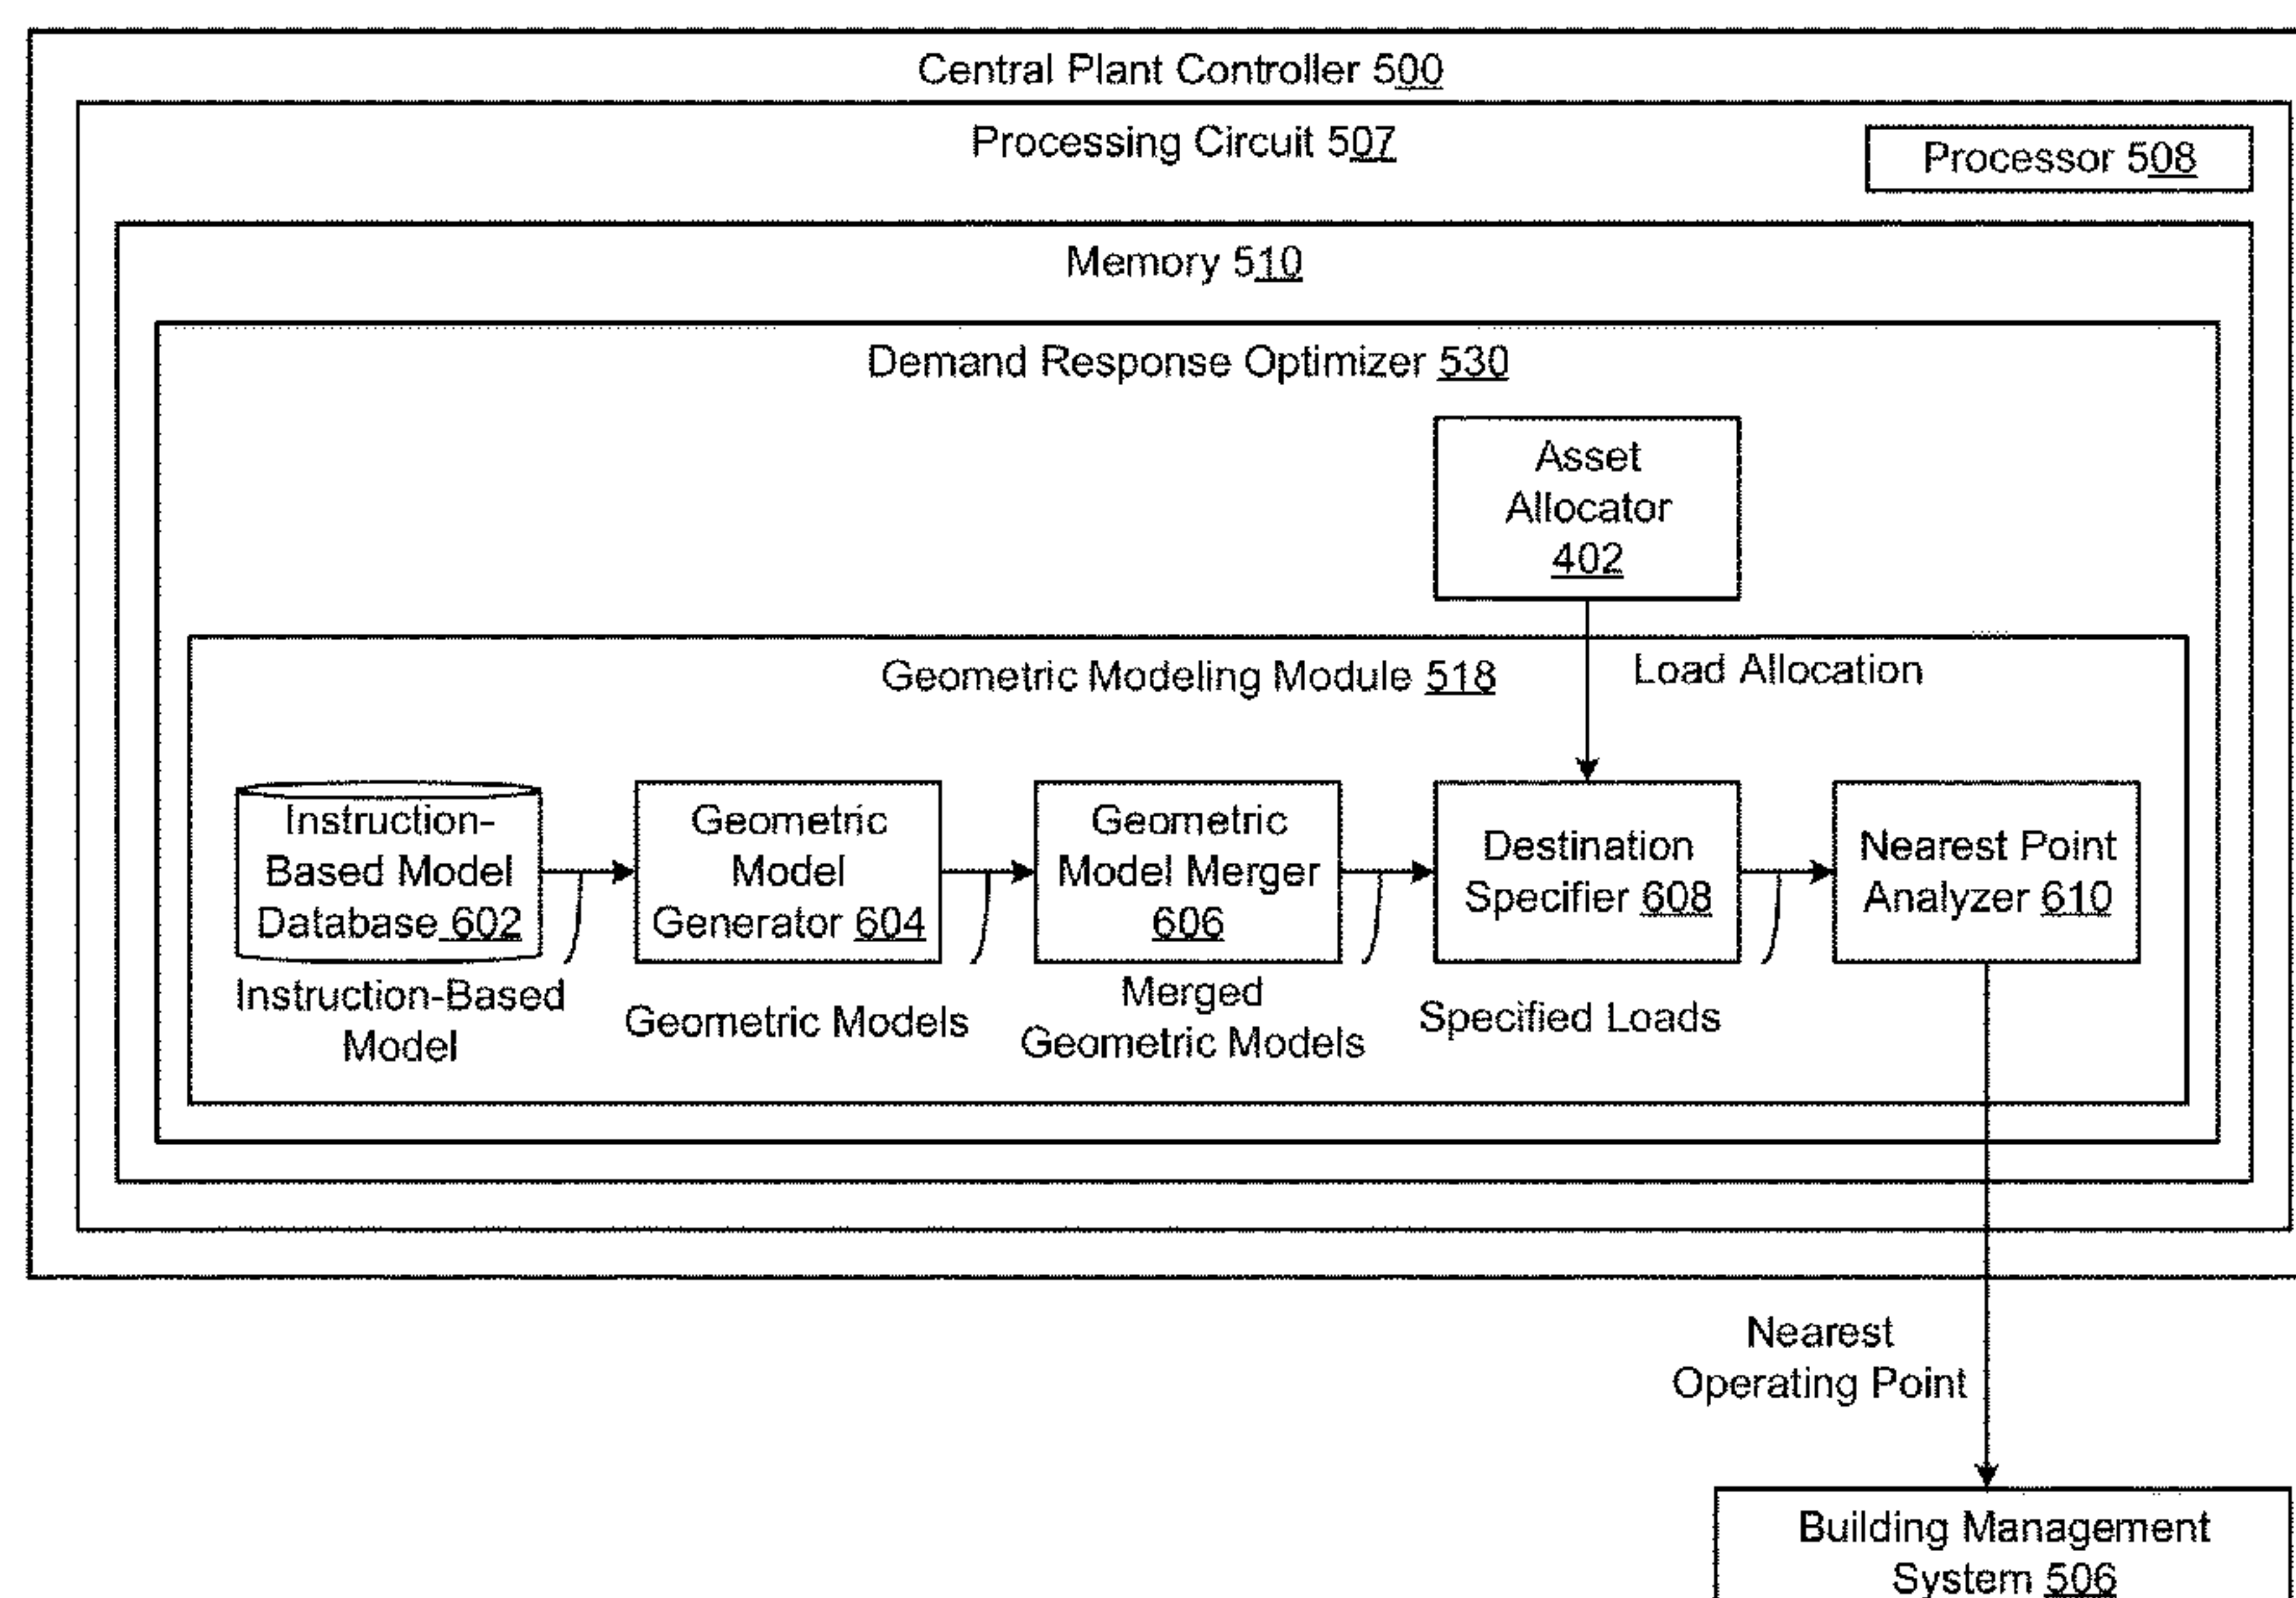 Central Plant Controller 500
Processing Circuit 507
Processor 508
Memory 510
Demand Response Optimizer 530
Asset
Allocator
402
Geometric Modeling Module 518
Load Allocation
Instruction-
Based Model
Database 602
Geometric
Model
Generator 604
Geometric
Model Merger
606
Destination
Specifier 608
Nearest Point
Analyzer 610
Instruction-Based
Model
Geometric Models
Merged
Geometric Models
Specified Loads
Nearest
Operating Point
Building Management
System 506